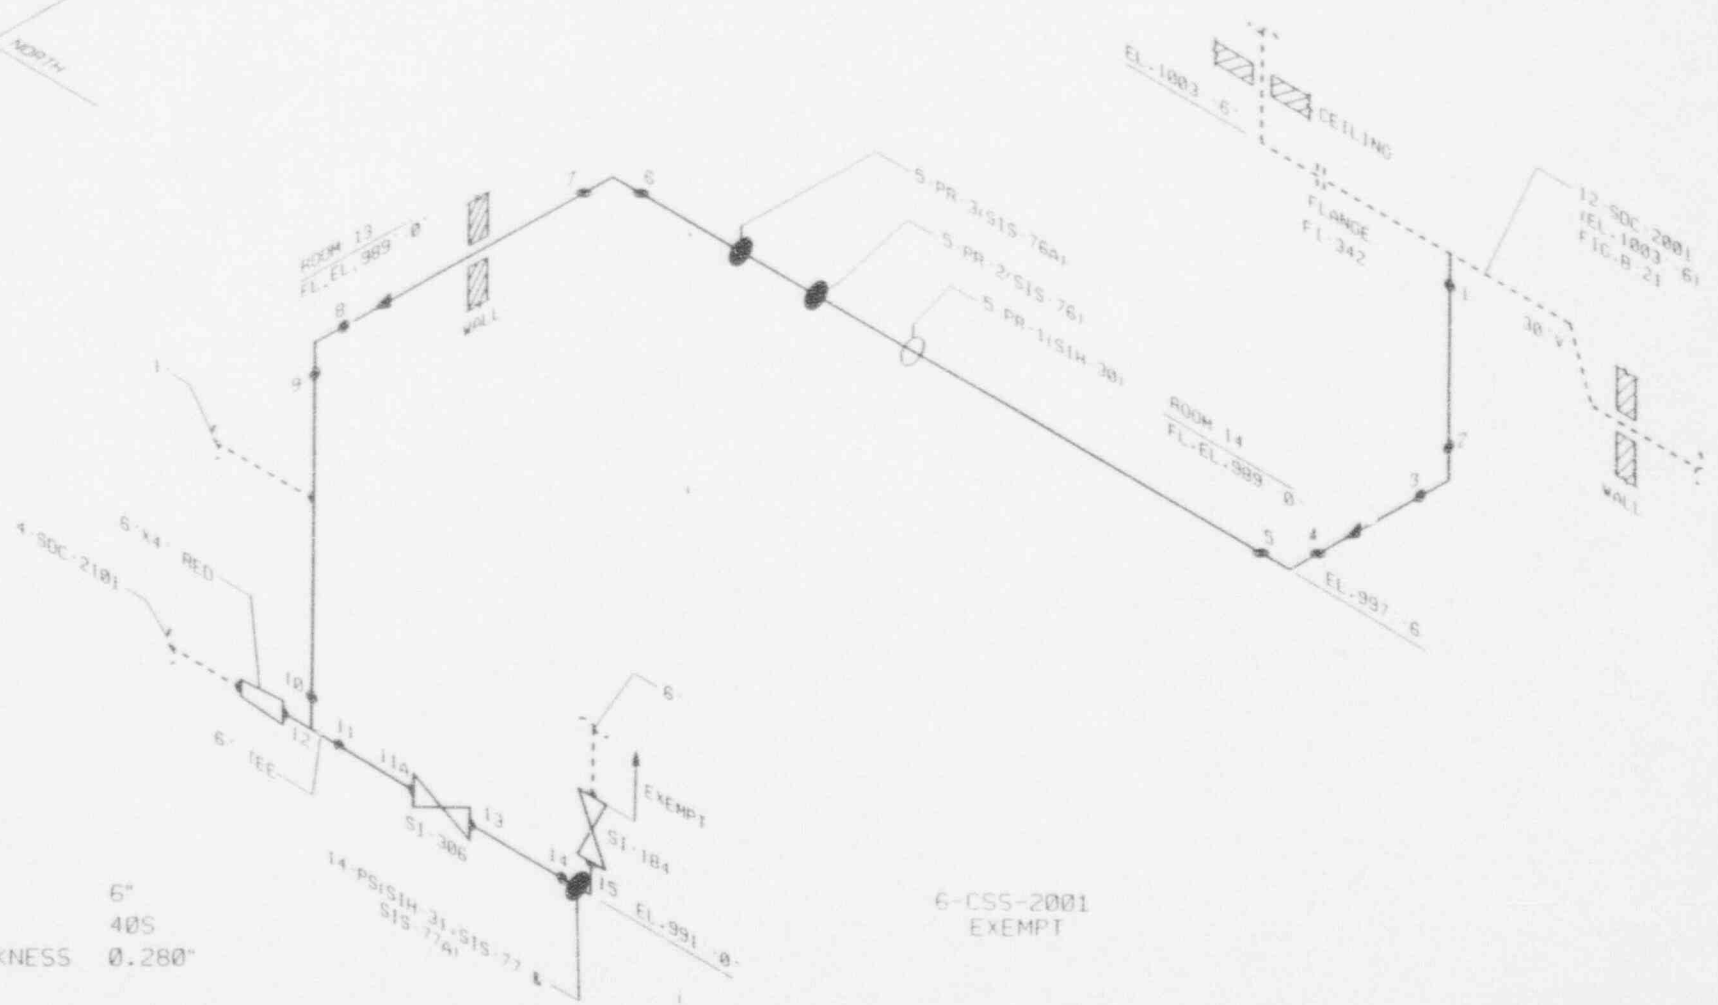 NORTH
EL.1003'-6"
CEILING
FLANGE
FI-342
12-SDC-2001
(EL.1003'-6)
FIG.B-21
30°V
WALL
1
2
3
4
5
6
7
5-PR-3(SIS-76A)
5-PR-2(SIS-76)
5-PR-1(SIH-30)
ROOM 13
FL.EL.989'0"
WALL
8
9
ROOM 14
FL.EL.989'0"
EL.997'-6
1"
4-SDC-2101
6"X4" RED
10
11
12
6" TEE
11A
SI-306
13
6"
EXEMPT
SI-184
14
15
14-PS(SIH-31,SIS-77 &
SIS-77A)
EL.991'-0"
6-CSS-2001
EXEMPT
6"
40S
KNESS 0.280"